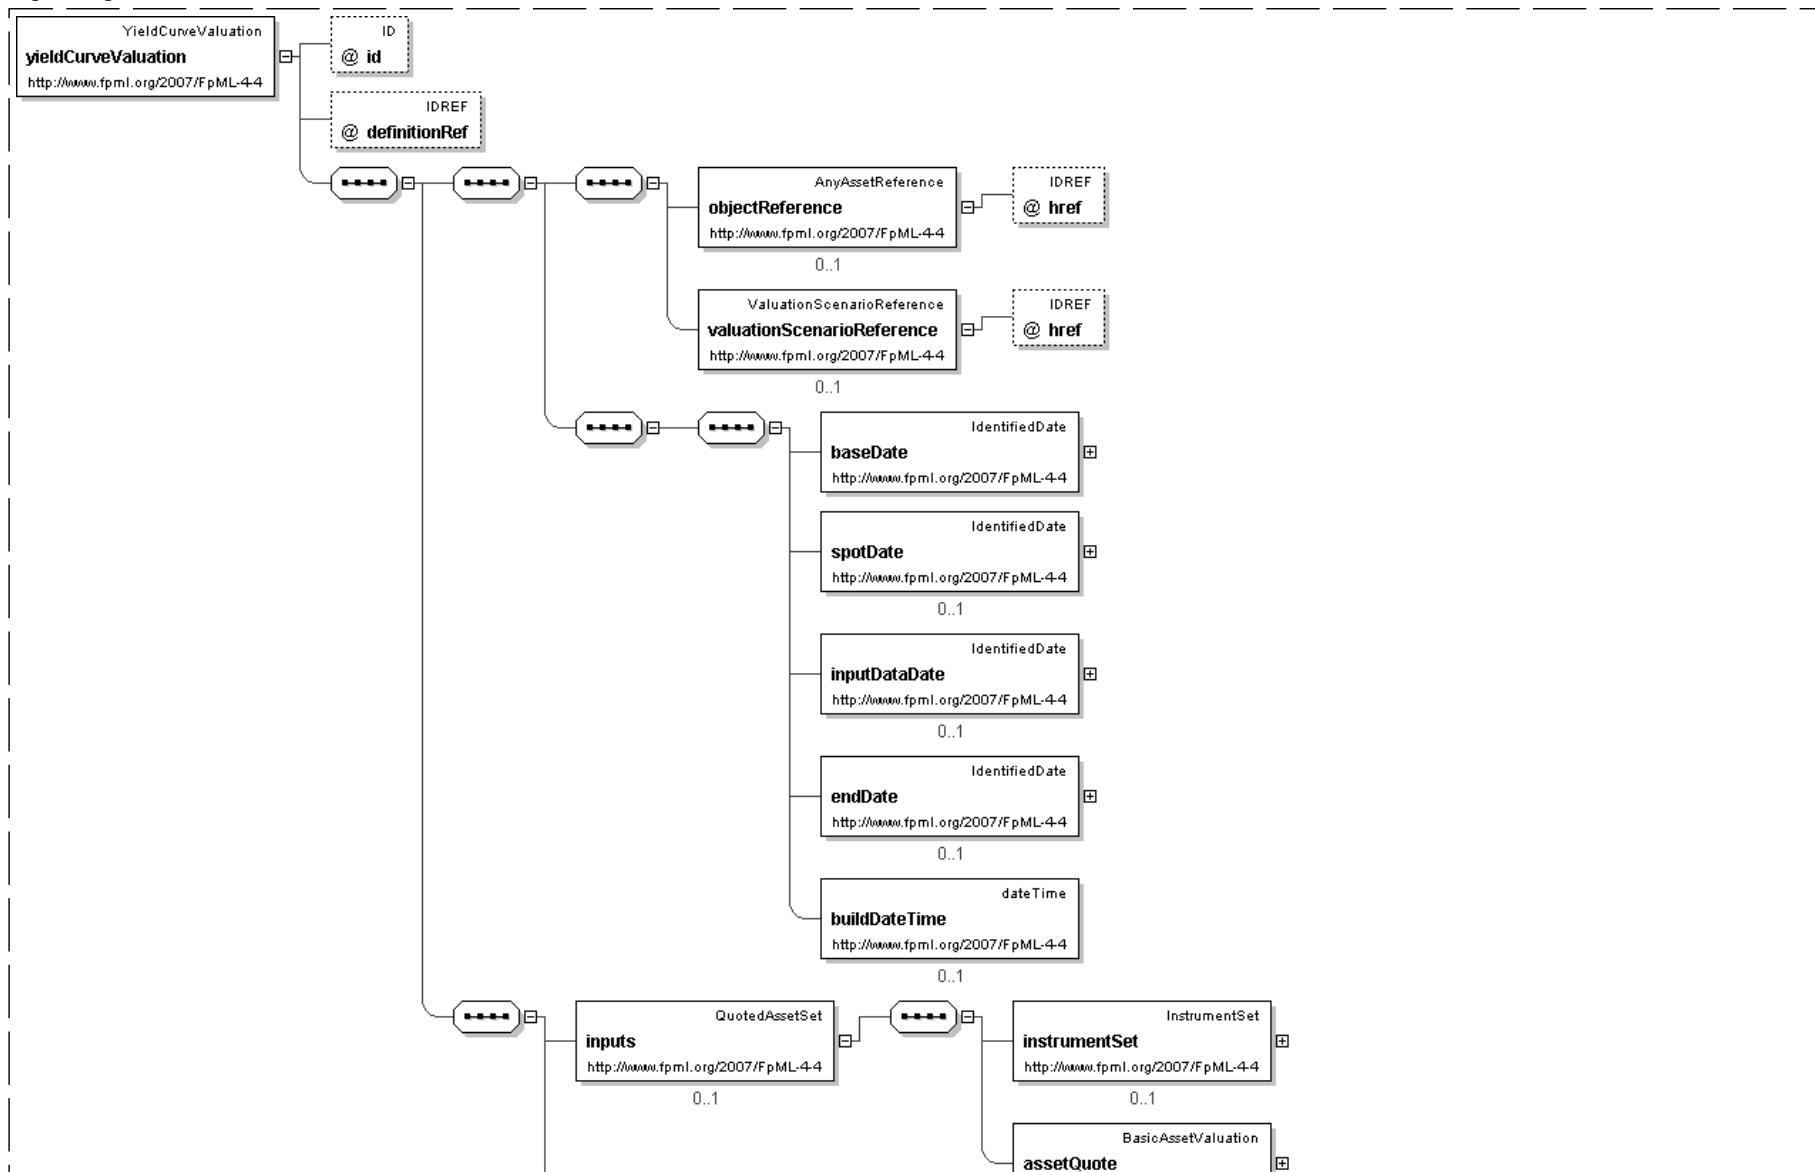 YieldCurveValuation
yieldCurveValuation
http://www.fpml.org/2007/FpML-4-4
ID
@ id
IDREF
@ definitionRef
AnyAssetReference
objectReference
http://www.fpml.org/2007/FpML-4-4
0..1
IDREF
@ href
ValuationScenarioReference
valuationScenarioReference
http://www.fpml.org/2007/FpML-4-4
0..1
IDREF
@ href
IdentifiedDate
baseDate
http://www.fpml.org/2007/FpML-4-4
IdentifiedDate
spotDate
http://www.fpml.org/2007/FpML-4-4
0..1
IdentifiedDate
inputDataDate
http://www.fpml.org/2007/FpML-4-4
0..1
IdentifiedDate
endDate
http://www.fpml.org/2007/FpML-4-4
0..1
dateTime
buildDateTime
http://www.fpml.org/2007/FpML-4-4
0..1
QuotedAssetSet
inputs
http://www.fpml.org/2007/FpML-4-4
0..1
InstrumentSet
instrumentSet
http://www.fpml.org/2007/FpML-4-4
0..1
BasicAssetValuation
assetQuote